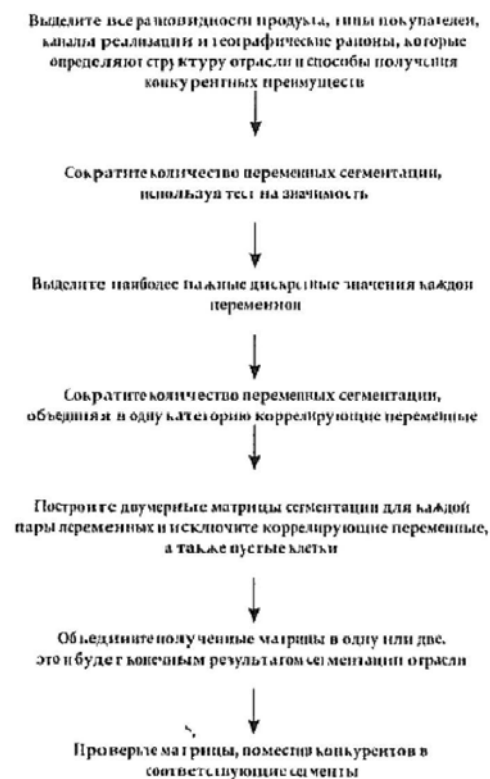 Выделите все разновидности продукта, типы покупателей,
каналы реализации и географические районы, которые
определяют структуру отрасли и способы получения
конкурентных преимуществ
Сократите количество переменных сегментации,
используя тест на значимость
Выделите наиболее важные дискретные значения каждой
переменной
Сократите количество переменных сегментации,
объединяя в одну категорию коррелирующие переменные
Постройте двумерные матрицы сегментации для каждой
пары переменных и исключите коррелирующие переменные,
а также пустые клетки
Объедините полученные матрицы в одну или две,
это и будет конечным результатом сегментации отрасли
Проверьте матрицы, поместив конкурентов в
соответствующие сегменты